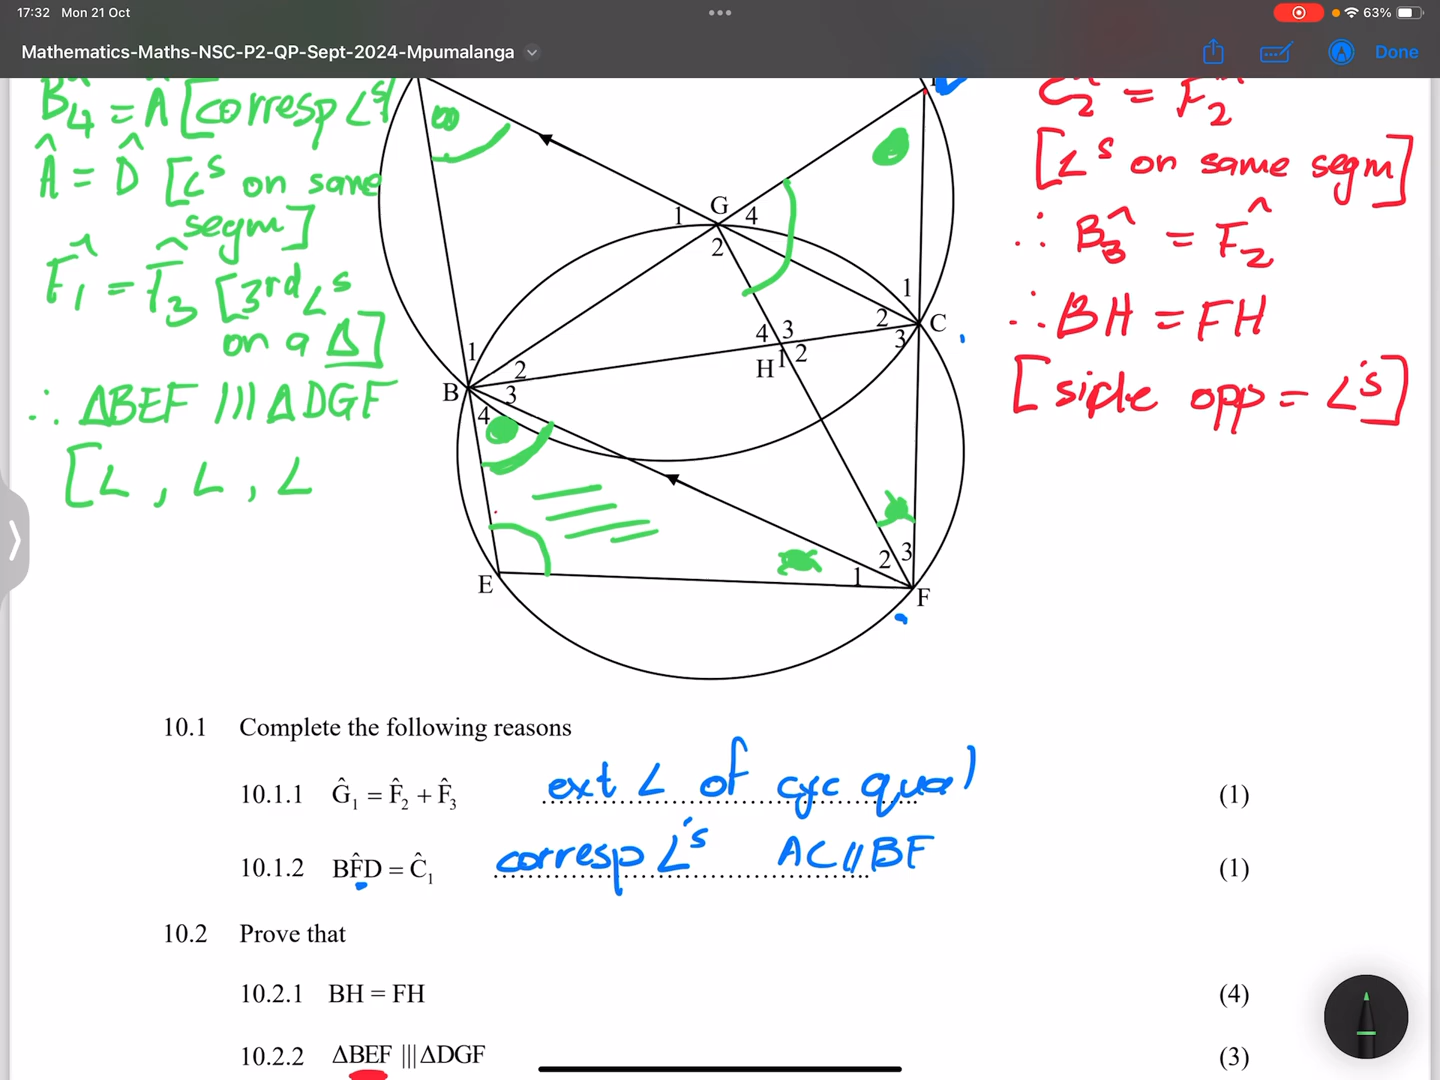 17:32 Mon 21 Oct
63%
Mathematics-Maths-NSC-P2-QP-Sept-2024-Mpumalanga
Done
B̂4 = Â [corresp ∠s]
Â = D̂ [∠s on same segm]
F̂1 = F̂3 [3rd ∠s on a Δ]
∴ ΔBEF /// ΔDGF
[∠, ∠, ∠
= F̂2
[∠s on same segm]
∴ B̂3 = F̂2
∴ BH = FH
[side opp = ∠'s]
G
1 4
2
1
2 C
3
4 3
H 1 2
1
2
B 3
4
2 3
1
E
F
10.1 Complete the following reasons
10.1.1 Ĝ1 = F̂2 + F̂3 ext ∠ of cyc quad (1)
10.1.2 BF̂D = Ĉ1 corresp ∠'s AC//BF (1)
10.2 Prove that
10.2.1 BH = FH (4)
10.2.2 ΔBEF ||| ΔDGF (3)